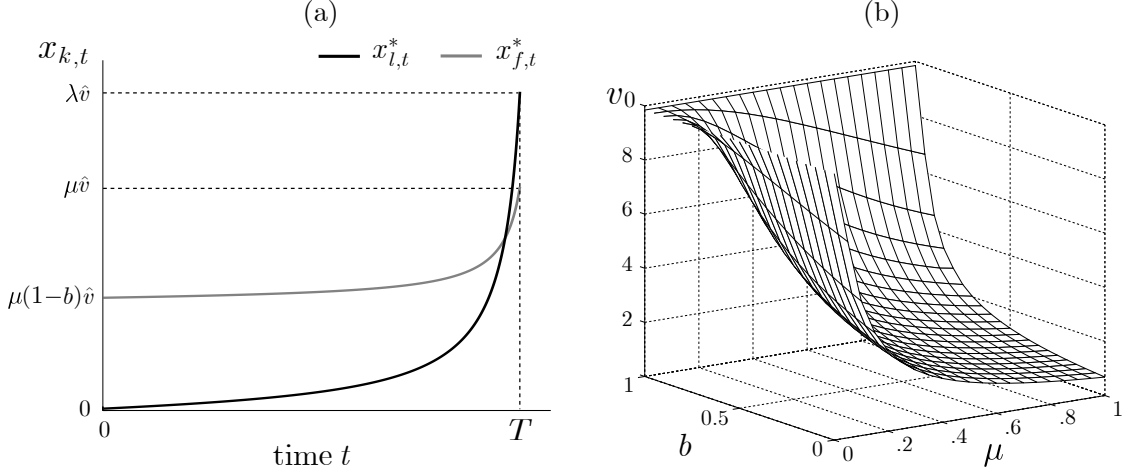 (a)
x_{k,t}
x^*_{l,t} x^*_{f,t}
λv̂
μv̂
μ(1−b)v̂
0
0 T
time t
(b)
v_0
8
6
4
2
1
0.5
0
b
0 .2 .4 .6 .8 1
μ